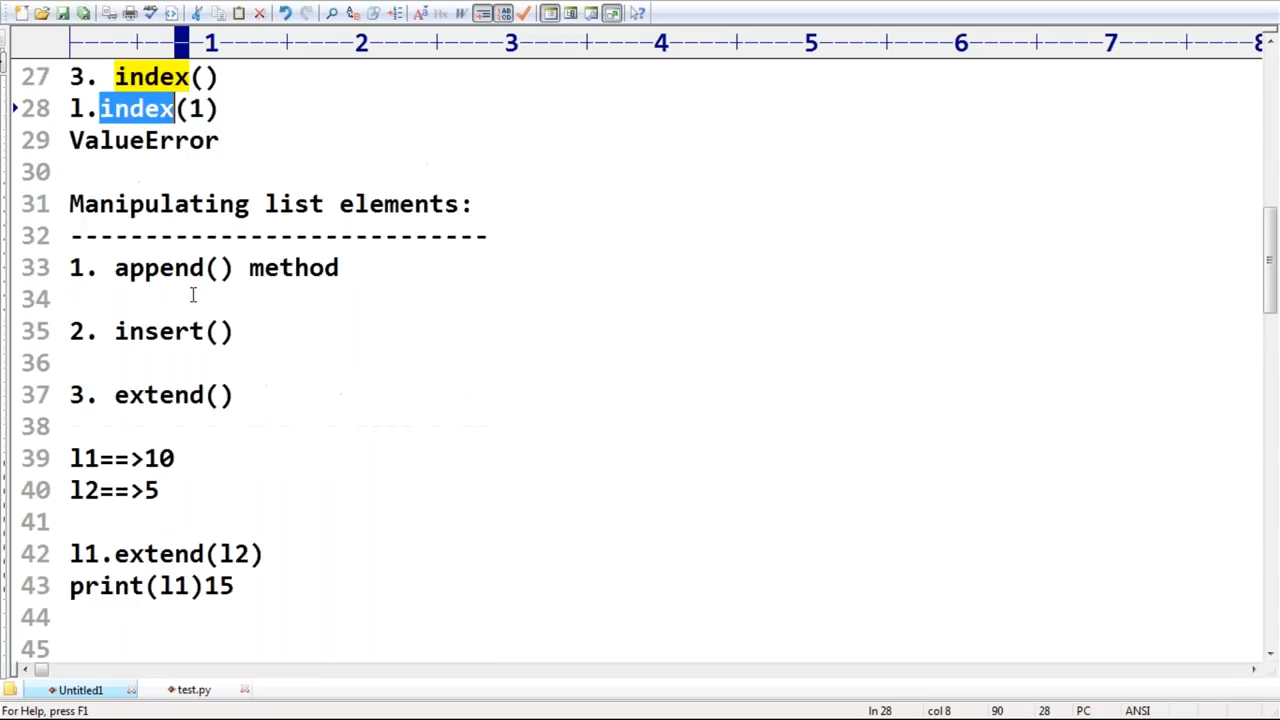 1 2 3 4 5 6 7 8
27 3. index()
28 l.index(1)
29 ValueError
30
31 Manipulating list elements:
32 ----------------------------
33 1. append() method
34
35 2. insert()
36
37 3. extend()
38
39 l1==>10
40 l2==>5
41
42 l1.extend(l2)
43 print(l1)15
44
45
Untitled1 test.py
For Help, press F1 ln 28 col 8 90 28 PC ANSI